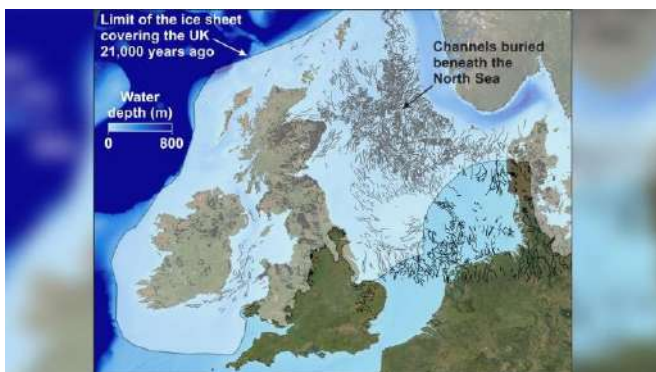 Limit of the ice sheet
covering the UK
21,000 years ago
Channels buried
beneath the
North Sea
Water
depth (m)
0 800